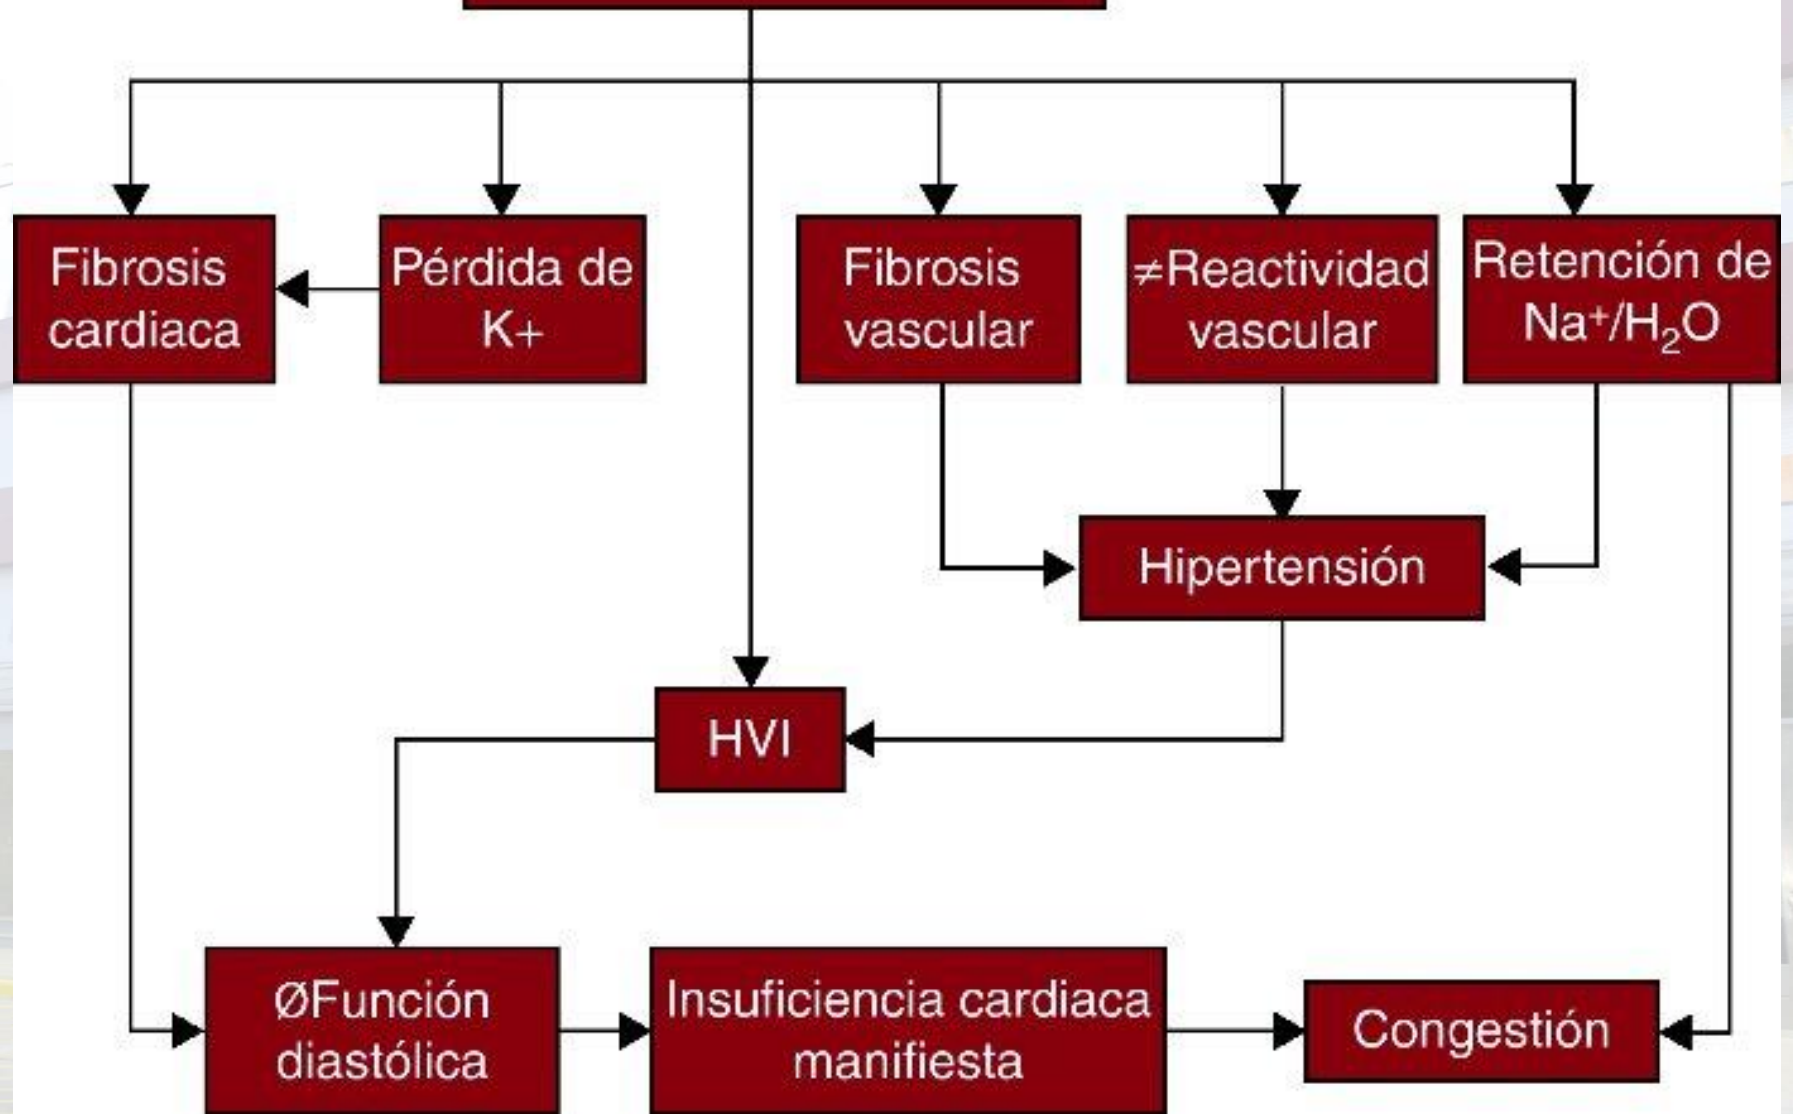 Fibrosis
cardiaca
Pérdida de
K+
Fibrosis
vascular
≠Reactividad
vascular
Retención de
Na⁺/H₂O
Hipertensión
HVI
ØFunción
diastólica
Insuficiencia cardiaca
manifiesta
Congestión